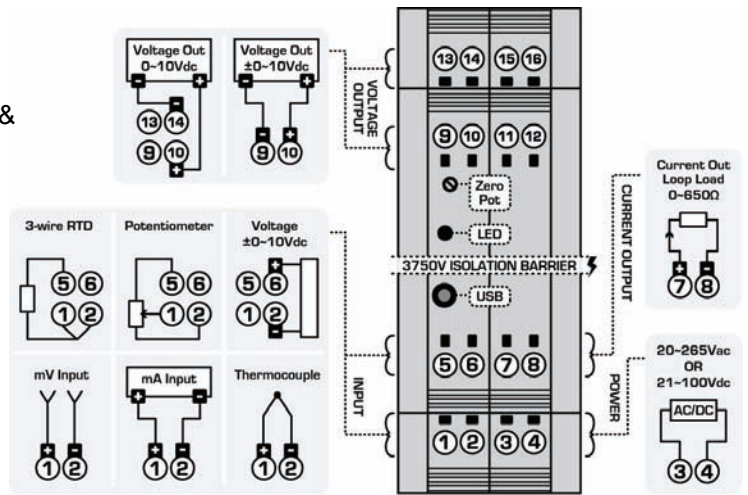 &
Voltage Out
0~10Vdc
- +
-
13 14
9 10
+
Voltage Out
±0~10Vdc
- +
- +
9 10
VOLTAGE
OUTPUT
13 14 15 16
9 10 11 12
Zero
Pot
LED
3750V ISOLATION BARRIER
USB
5 6 7 8
1 2 3 4
CURRENT OUTPUT
Current Out
Loop Load
0~650Ω
+ -
7 8
3-wire RTD
5 6
1 2
Potentiometer
5 6
1 2
Voltage
±0~10Vdc
+
5 6
1 2
-
mV Input
+ -
1 2
mA Input
+ -
+ -
1 2
Thermocouple
+ -
1 2
INPUT
POWER
20~265Vac
OR
21~100Vdc
AC/DC
3 4